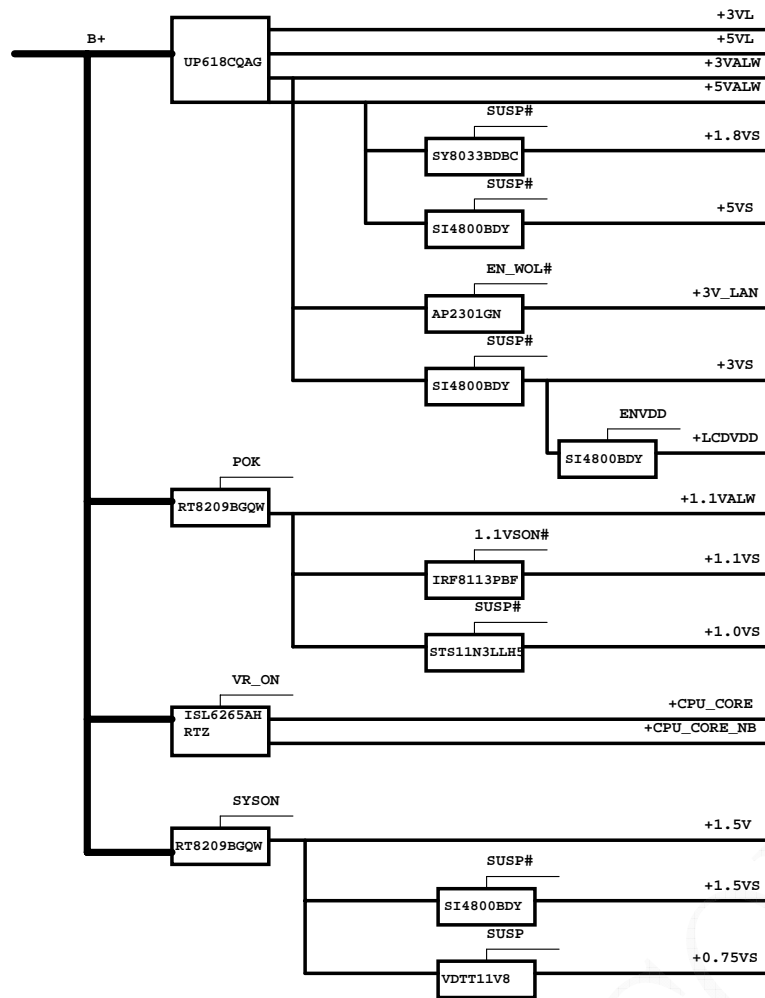 +3VL
B+
+5VL
UP618CQAG
+3VALW
+5VALW
SUSP#
+1.8VS
SY8033BDBC
SUSP#
+5VS
SI4800BDY
EN_WOL#
+3V_LAN
AP2301GN
SUSP#
+3VS
SI4800BDY
ENVDD
+LCDVDD
SI4800BDY
POK
+1.1VALW
RT8209BGQW
1.1VSON#
+1.1VS
IRF8113PBF
SUSP#
+1.0VS
STS11N3LLH5
VR_ON
+CPU_CORE
ISL6265AH
RTZ
+CPU_CORE_NB
SYSON
+1.5V
RT8209BGQW
SUSP#
+1.5VS
SI4800BDY
SUSP
+0.75VS
VDTT11V8